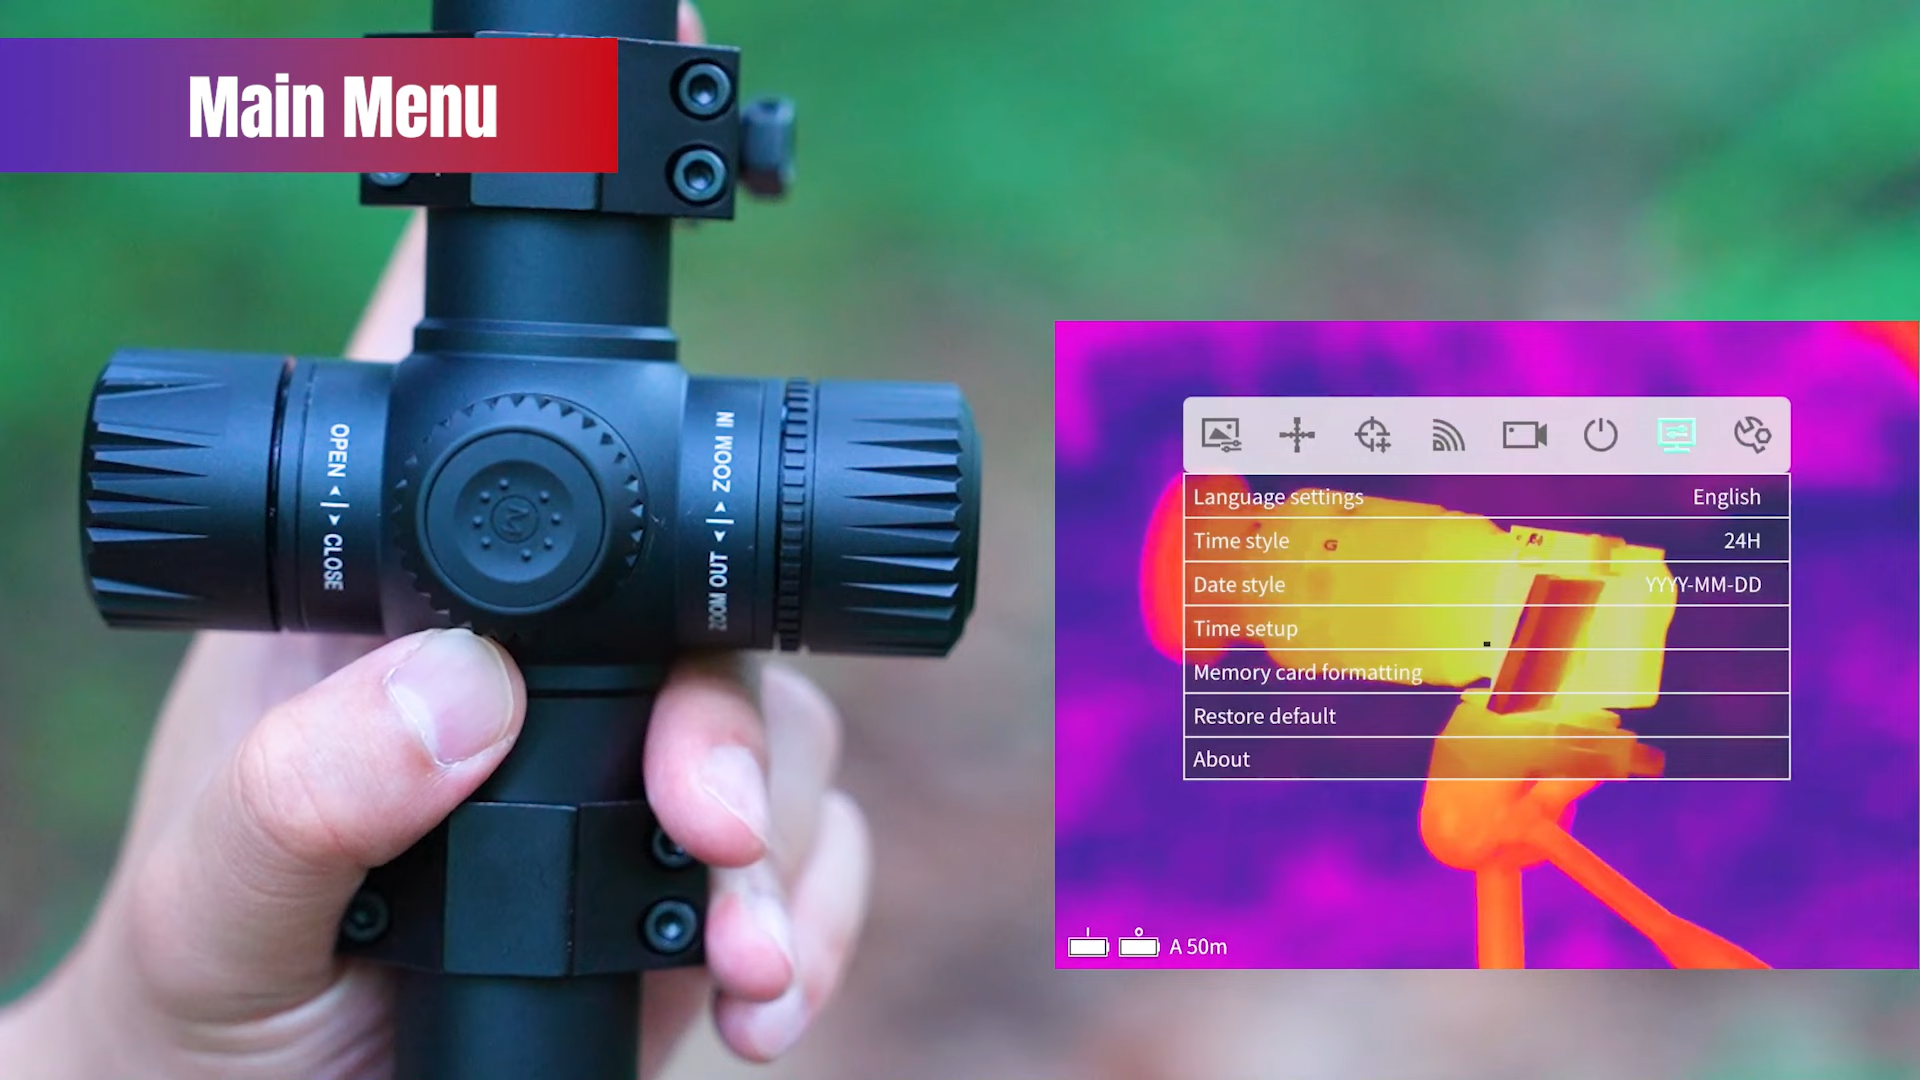 Main Menu
OPEN
CLOSE
ZOOM IN
ZOOM OUT
Language settings English
Time style 24H
Date style YYYY-MM-DD
Time setup
Memory card formatting
Restore default
About
G
A 50m